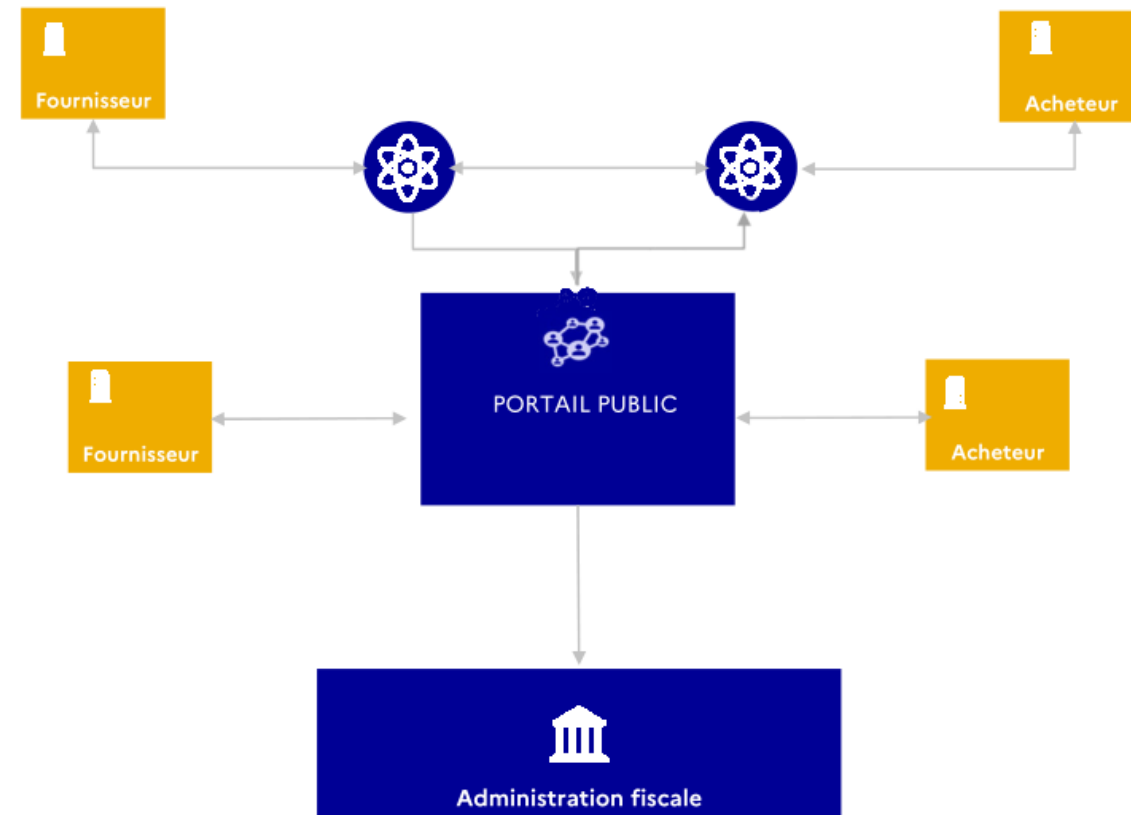 Fournisseur
Acheteur
PORTAIL PUBLIC
Fournisseur
Acheteur
Administration fiscale